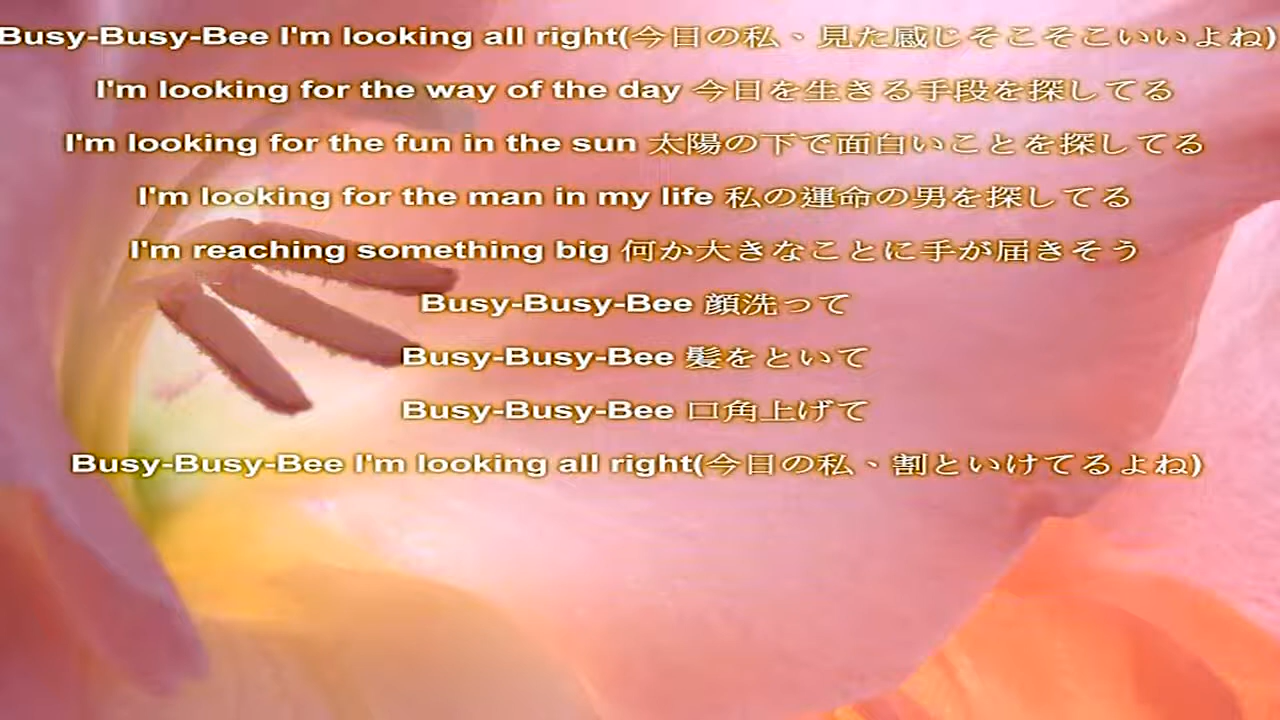 Busy-Busy-Bee I'm looking all right(今日の私、見た感じそこそこいいよね)
I'm looking for the way of the day 今日を生きる手段を探してる
I'm looking for the fun in the sun 太陽の下で面白いことを探してる
I'm looking for the man in my life 私の運命の男を探してる
I'm reaching something big 何か大きなことに手が届きそう
Busy-Busy-Bee 顔洗って
Busy-Busy-Bee 髪をといて
Busy-Busy-Bee 口角上げて
Busy-Busy-Bee I'm looking all right(今日の私、割といけてるよね)